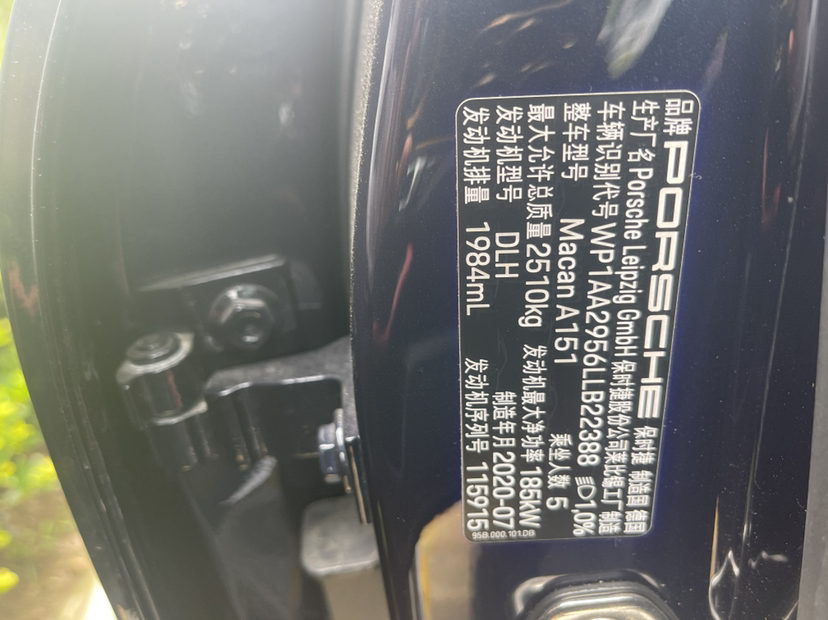 品牌 PORSCHE 保时捷 制造国 德国
生产厂名 Porsche Leipzig GmbH 保时捷股份公司莱比锡工厂 制造
车辆识别代号 WP1AA2956LLB22388 1,0%
整车型号 Macan A151 乘坐人数 5
最大允许总质量 2510kg 发动机最大净功率 185kW
发动机型号 DLH 制造年月 2020-07
发动机排量 1984mL 发动机序列号 115915
95B.000.101.DB